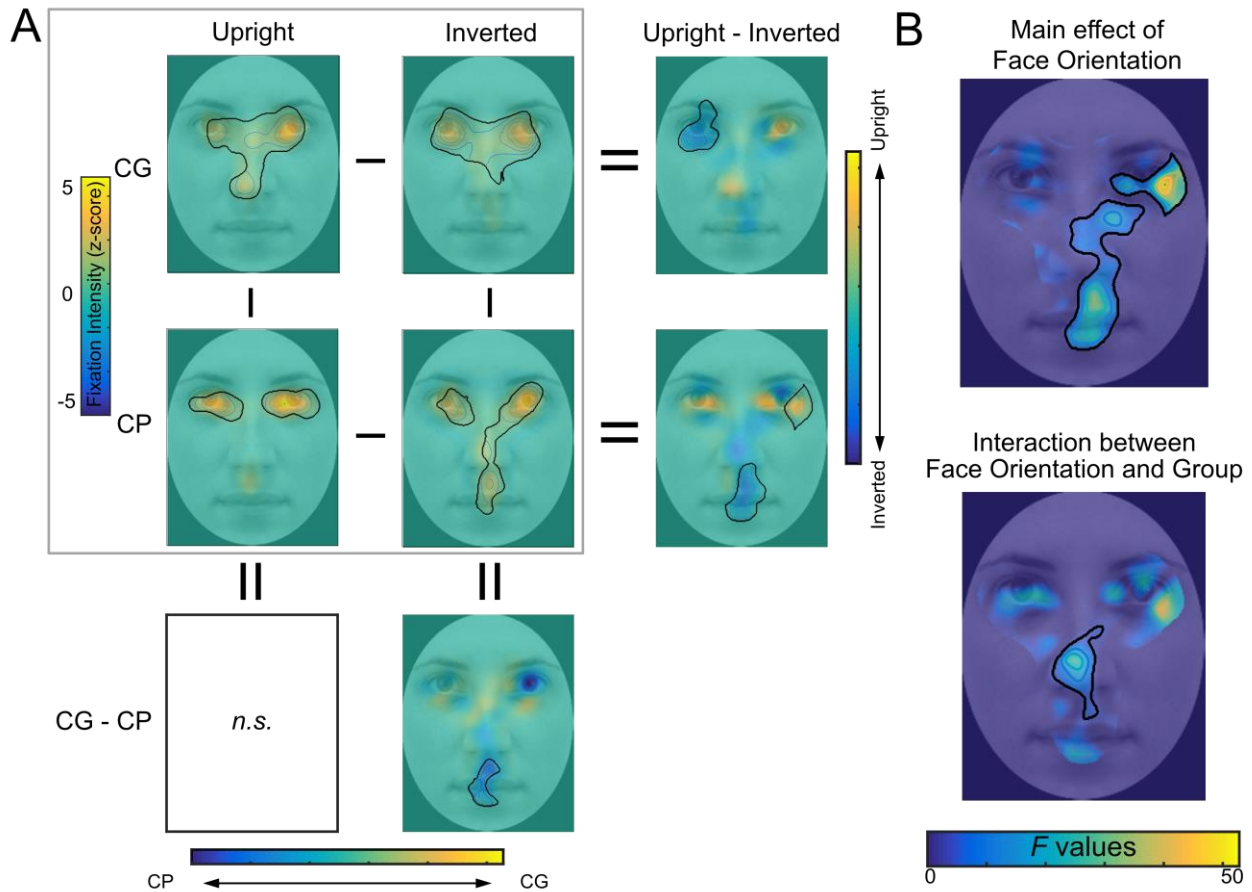 A
Upright
Inverted
Upright - Inverted
B
Main effect of
Face Orientation
CG
5
0
-5
Fixation Intensity (z-score)
Upright
Inverted
CP
Interaction between
Face Orientation and Group
CG - CP
n.s.
CP
CG
F values
0
50